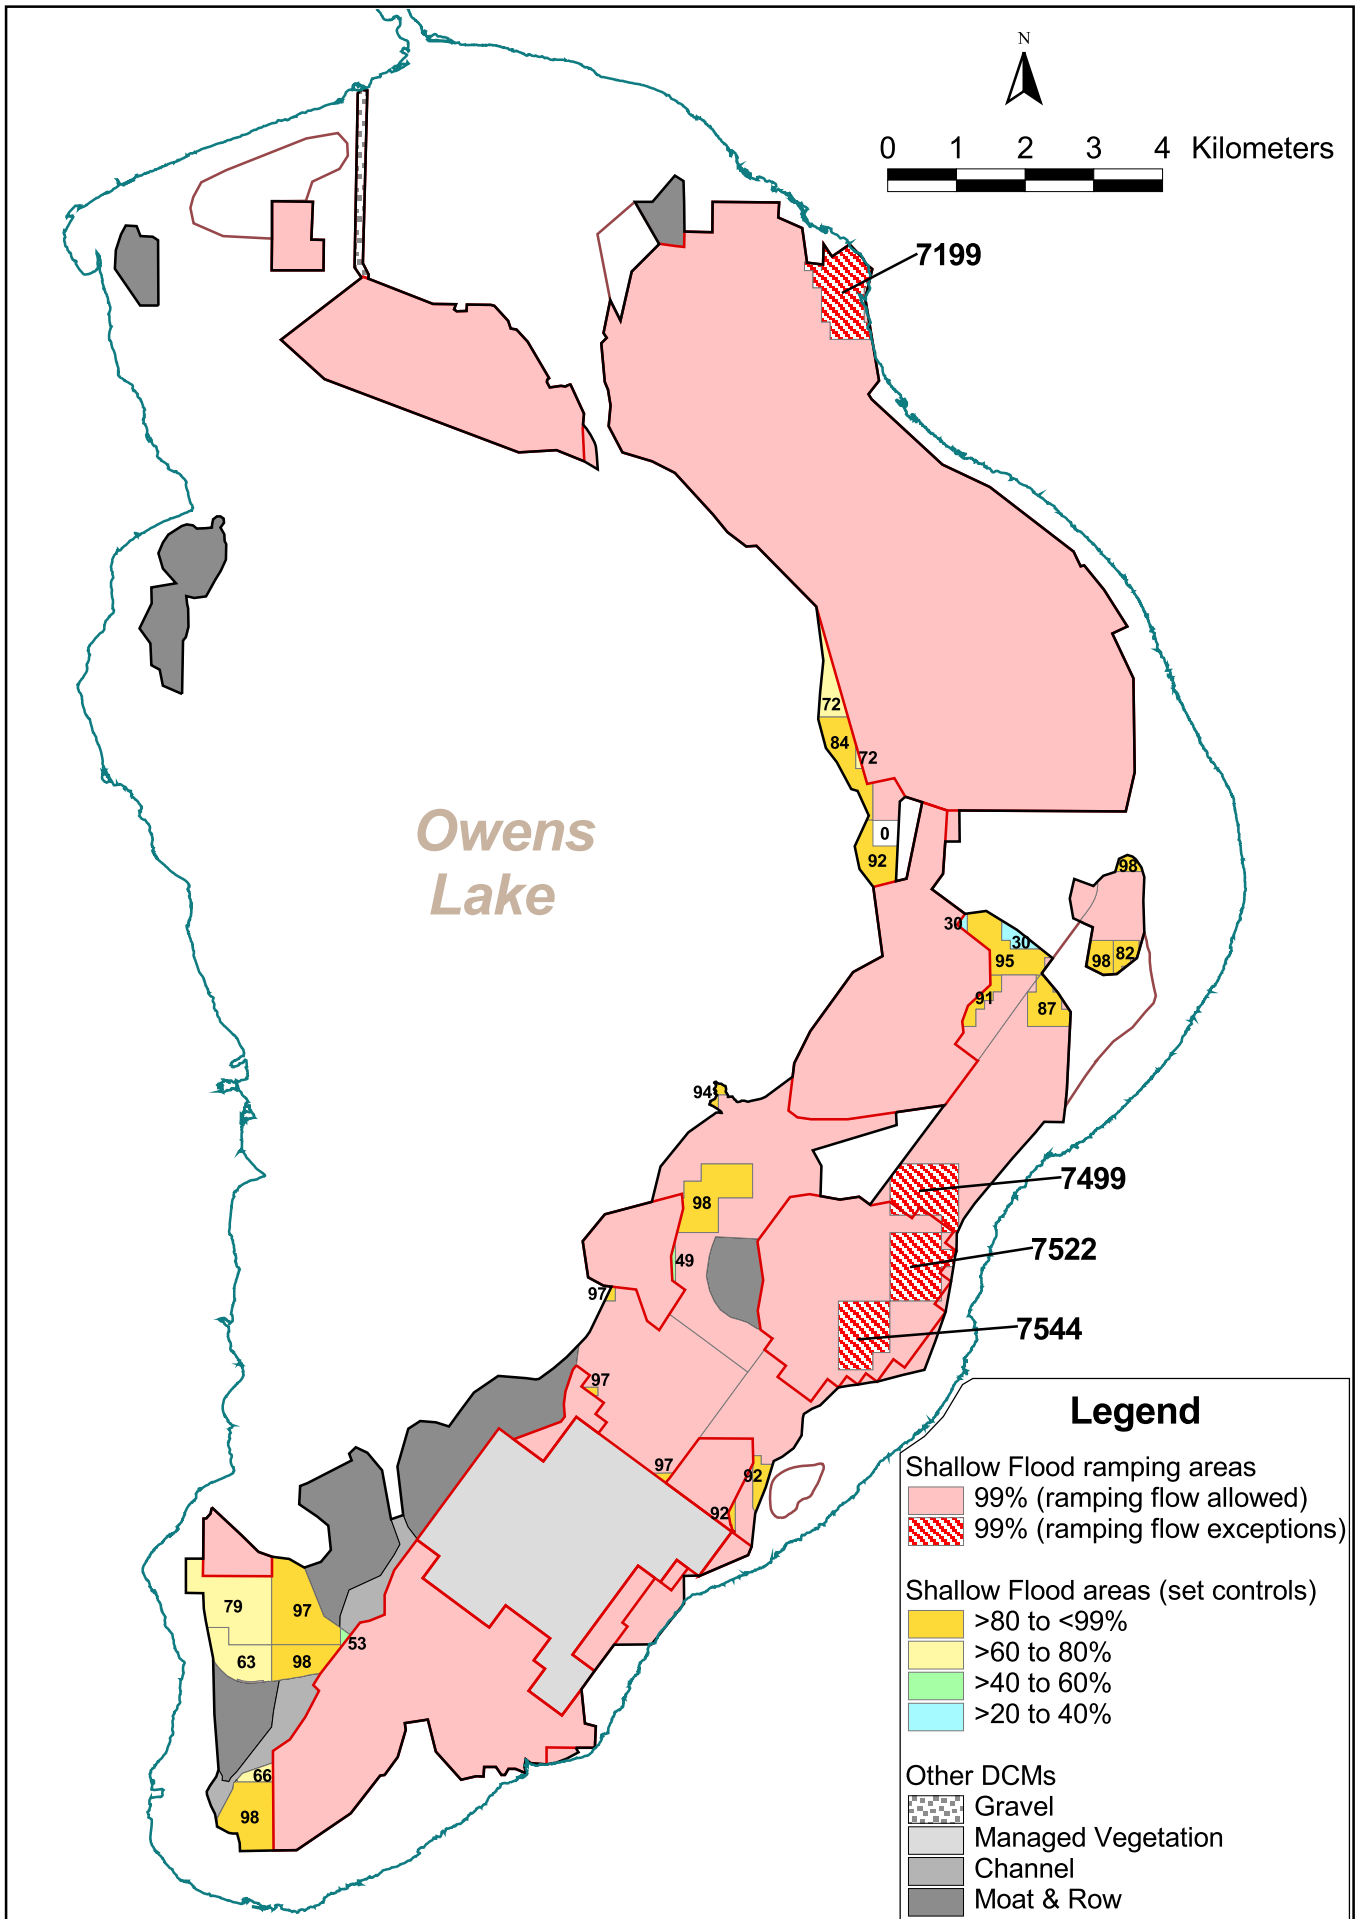 N
0 1 2 3 4 Kilometers
7199
72
84
72
0
92
Owens
Lake
98
30
30
95
98
82
91
87
94
7499
98
7522
49
97
7544
97
97
92
92
79
97
53
63
98
66
98
Legend
Shallow Flood ramping areas
99% (ramping flow allowed)
99% (ramping flow exceptions)
Shallow Flood areas (set controls)
>80 to <99%
>60 to 80%
>40 to 60%
>20 to 40%
Other DCMs
Gravel
Managed Vegetation
Channel
Moat & Row